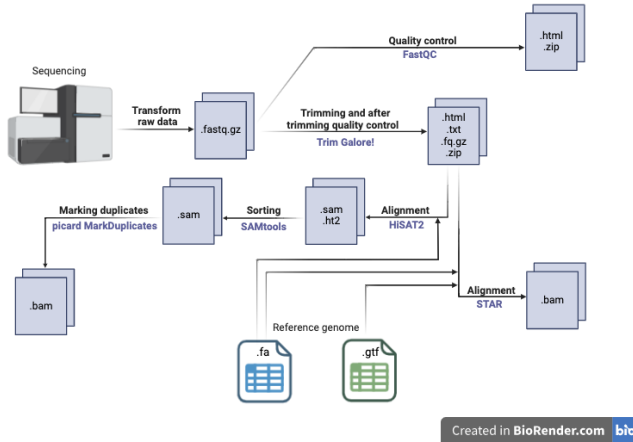 Quality control
FastQC
.html
.zip
Sequencing
Transform
raw data
.fastq.gz
Trimming and after
trimming quality control
Trim Galore!
.html
.txt
.fq.gz
.zip
Marking duplicates
picard MarkDuplicates
.sam
Sorting
SAMtools
.sam
.ht2
Alignment
HiSAT2
.bam
Alignment
STAR
.bam
Reference genome
.fa
.gtf
Created in BioRender.com
bio